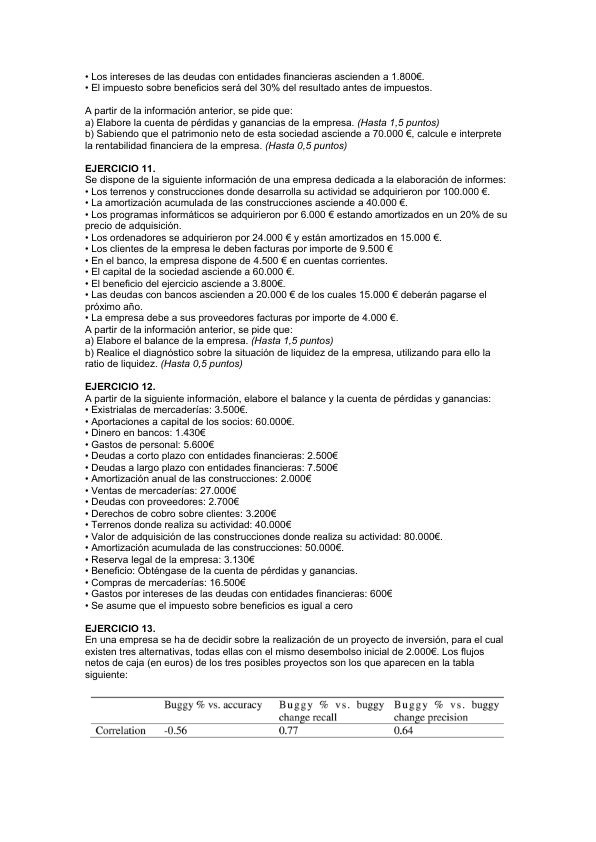 • Los intereses de las deudas con entidades financieras ascienden a 1.800€.
• El impuesto sobre beneficios será del 30% del resultado antes de impuestos.
A partir de la información anterior, se pide que:
a) Elabore la cuenta de pérdidas y ganancias de la empresa. (Hasta 1,5 puntos)
b) Sabiendo que el patrimonio neto de esta sociedad asciende a 70.000 €, calcule e interprete
la rentabilidad financiera de la empresa. (Hasta 0,5 puntos)
EJERCICIO 11.
Se dispone de la siguiente información de una empresa dedicada a la elaboración de informes:
• Los terrenos y construcciones donde desarrolla su actividad se adquirieron por 100.000 €.
• La amortización acumulada de las construcciones asciende a 40.000 €.
• Los programas informáticos se adquirieron por 6.000 € estando amortizados en un 20% de su
precio de adquisición.
• Los ordenadores se adquirieron por 24.000 € y están amortizados en 15.000 €.
• Los clientes de la empresa le deben facturas por importe de 9.500 €
• En el banco, la empresa dispone de 4.500 € en cuentas corrientes.
• El capital de la sociedad asciende a 60.000 €.
• El beneficio del ejercicio asciende a 3.800€.
• Las deudas con bancos ascienden a 20.000 € de los cuales 15.000 € deberán pagarse el
próximo año.
• La empresa debe a sus proveedores facturas por importe de 4.000 €.
A partir de la información anterior, se pide que:
a) Elabore el balance de la empresa. (Hasta 1,5 puntos)
b) Realice el diagnóstico sobre la situación de liquidez de la empresa, utilizando para ello la
ratio de liquidez. (Hasta 0,5 puntos)
EJERCICIO 12.
A partir de la siguiente información, elabore el balance y la cuenta de pérdidas y ganancias:
• Existrialas de mercaderías: 3.500€.
• Aportaciones a capital de los socios: 60.000€.
• Dinero en bancos: 1.430€
• Gastos de personal: 5.600€
• Deudas a corto plazo con entidades financieras: 2.500€
• Deudas a largo plazo con entidades financieras: 7.500€
• Amortización anual de las construcciones: 2.000€
• Ventas de mercaderías: 27.000€
• Deudas con proveedores: 2.700€
• Derechos de cobro sobre clientes: 3.200€
• Terrenos donde realiza su actividad: 40.000€
• Valor de adquisición de las construcciones donde realiza su actividad: 80.000€.
• Amortización acumulada de las construcciones: 50.000€.
• Reserva legal de la empresa: 3.130€
• Beneficio: Obténgase de la cuenta de pérdidas y ganancias.
• Compras de mercaderías: 16.500€
• Gastos por intereses de las deudas con entidades financieras: 600€
• Se asume que el impuesto sobre beneficios es igual a cero
EJERCICIO 13.
En una empresa se ha de decidir sobre la realización de un proyecto de inversión, para el cual
existen tres alternativas, todas ellas con el mismo desembolso inicial de 2.000€. Los flujos
netos de caja (en euros) de los tres posibles proyectos son los que aparecen en la tabla
siguiente:
Buggy % vs. accuracy Buggy % vs. buggy Buggy % vs. buggy
change recall change precision
Correlation -0.56 0.77 0.64